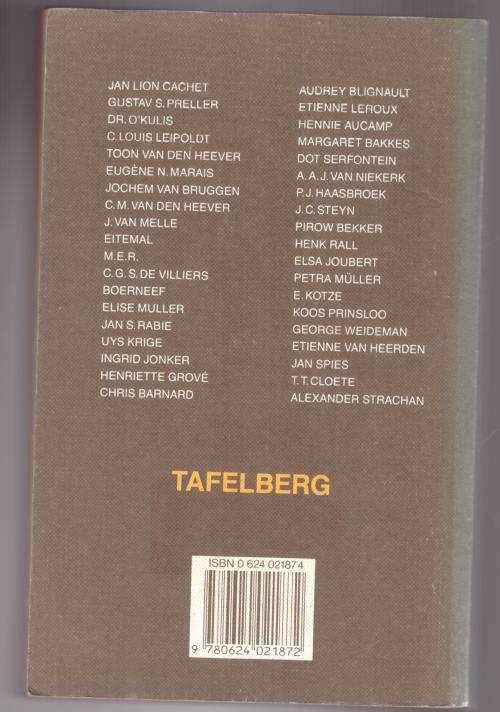 JAN LION CACHET
GUSTAV S. PRELLER
DR. O'KULIS
C. LOUIS LEIPOLDT
TOON VAN DEN HEEVER
EUGÈNE N. MARAIS
JOCHEM VAN BRUGGEN
C. M. VAN DEN HEEVER
J. VAN MELLE
EITEMAL
M.E.R.
C. G. S. DE VILLIERS
BOERNEEF
ELISE MULLER
JAN S. RABIE
UYS KRIGE
INGRID JONKER
HENRIETTE GROVÉ
CHRIS BARNARD
AUDREY BLIGNAULT
ETIENNE LEROUX
HENNIE AUCAMP
MARGARET BAKKES
DOT SERFONTEIN
A. A. J. VAN NIEKERK
P. J. HAASBROEK
J. C. STEYN
PIROW BEKKER
HENK RALL
ELSA JOUBERT
PETRA MÜLLER
E. KOTZE
KOOS PRINSLOO
GEORGE WEIDEMAN
ETIENNE VAN HEERDEN
JAN SPIES
T. T. CLOETE
ALEXANDER STRACHAN
TAFELBERG
ISBN 0 624 02187 4
9 780624 021872